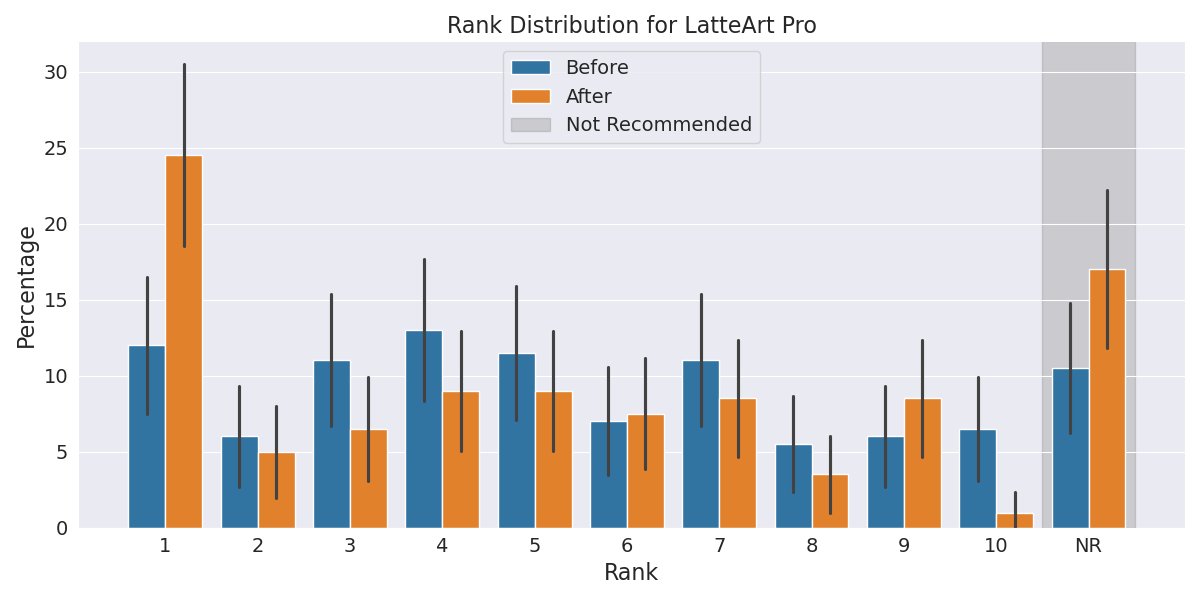 Rank Distribution for LatteArt Pro
Before
After
Not Recommended
Percentage
30
25
20
15
10
5
0
1 2 3 4 5 6 7 8 9 10 NR
Rank